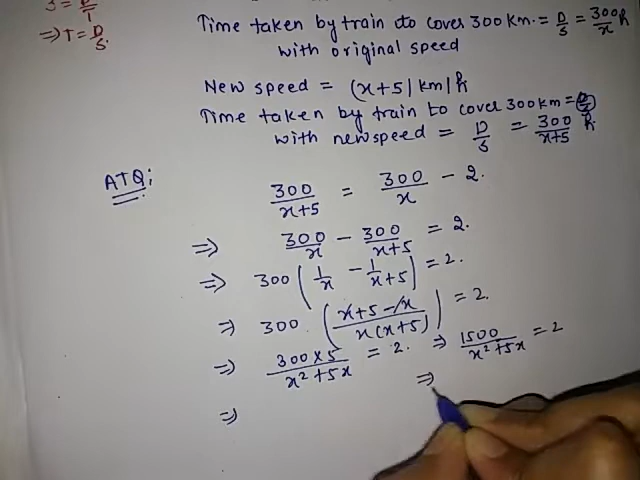 S = D/T
⇒ T = D/S.
Time taken by train to cover 300 km. = D/S = 300/x h
with original speed
New speed = (x+5) km/h
Time taken by train to cover 300 km =
with new speed = D/S = 300/x+5 h
ATQ:
300/x+5 = 300/x - 2.
⇒ 300/x - 300/x+5 = 2.
⇒ 300 (1/x - 1/x+5) = 2.
⇒ 300 (x+5-x/x(x+5)) = 2.
⇒ 300×5/x²+5x = 2. ⇒ 1500/x²+5x = 2
⇒ ⇒